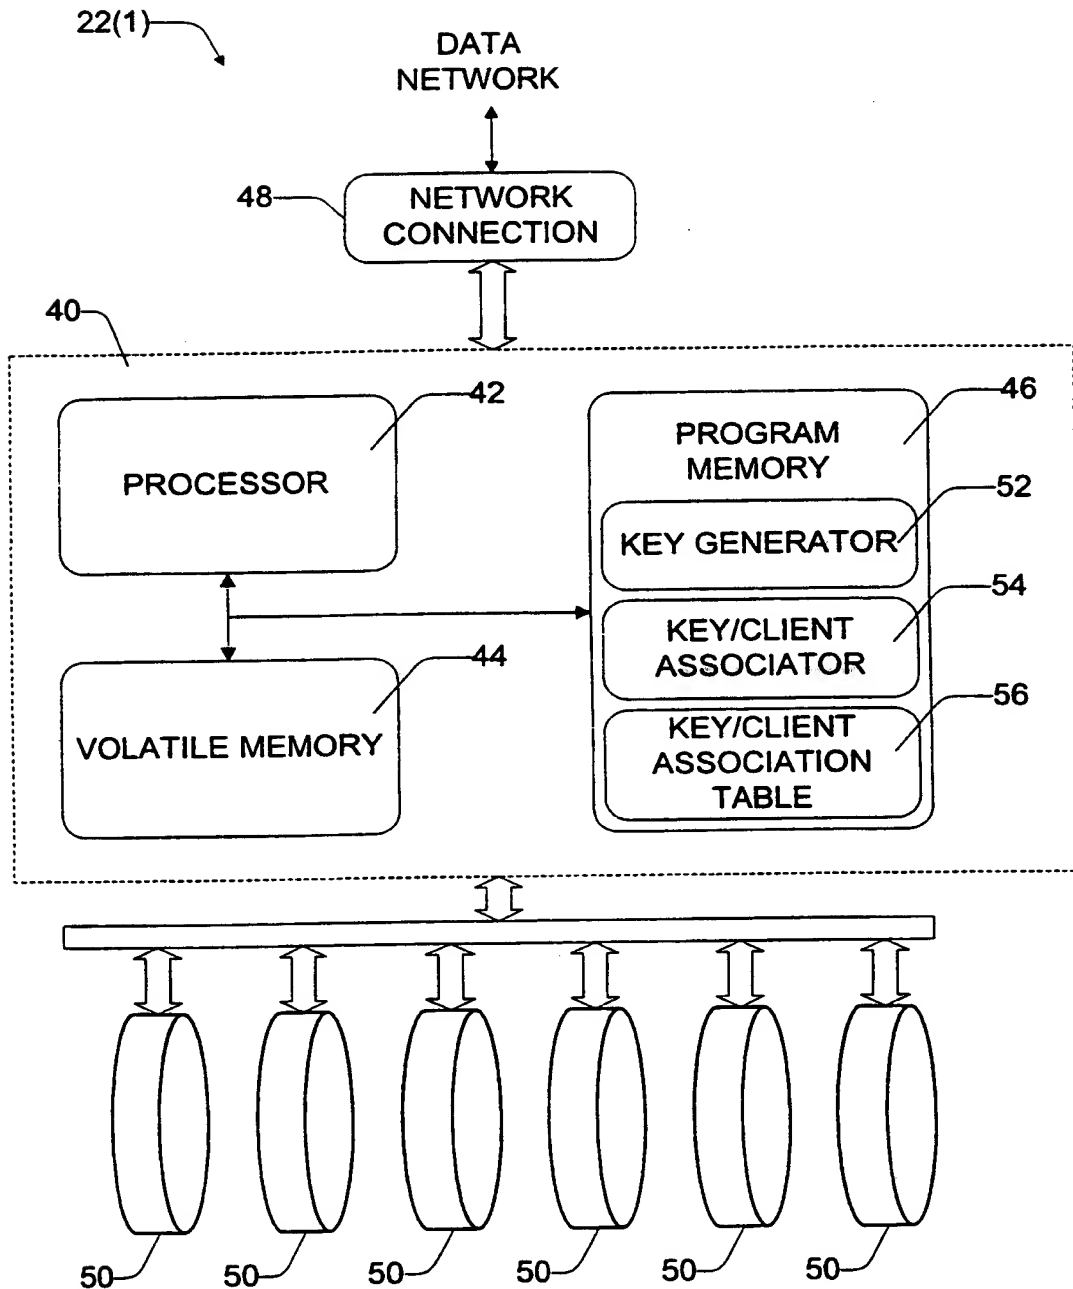 22(1)
DATA
NETWORK
48
NETWORK
CONNECTION
40
42
PROCESSOR
46
PROGRAM
MEMORY
52
KEY GENERATOR
54
KEY/CLIENT
ASSOCIATOR
44
VOLATILE MEMORY
56
KEY/CLIENT
ASSOCIATION
TABLE
50
50
50
50
50
50